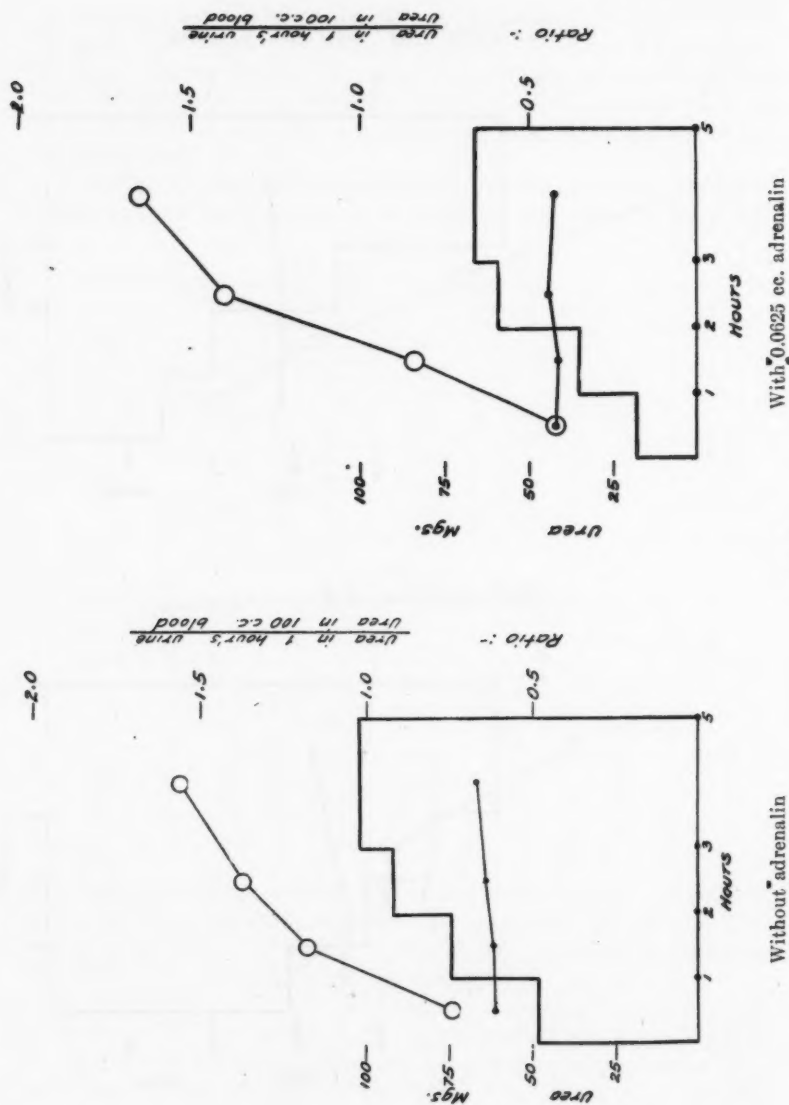 Ratio :- Urea in 1 hour's urine
Urea in 100 c.c. blood
—2.0
—1.5
—1.0
—0.5
Urea Mgs.
100—
75—
50—
25—
1 2 3 5
HOURS
Without adrenalin
Ratio :- Urea in 1 hour's urine
Urea in 100 c.c. blood
—2.0
—1.5
—1.0
—0.5
Urea Mgs.
100—
75—
50—
25—
1 2 3 5
HOURS
With 0.0625 cc. adrenalin